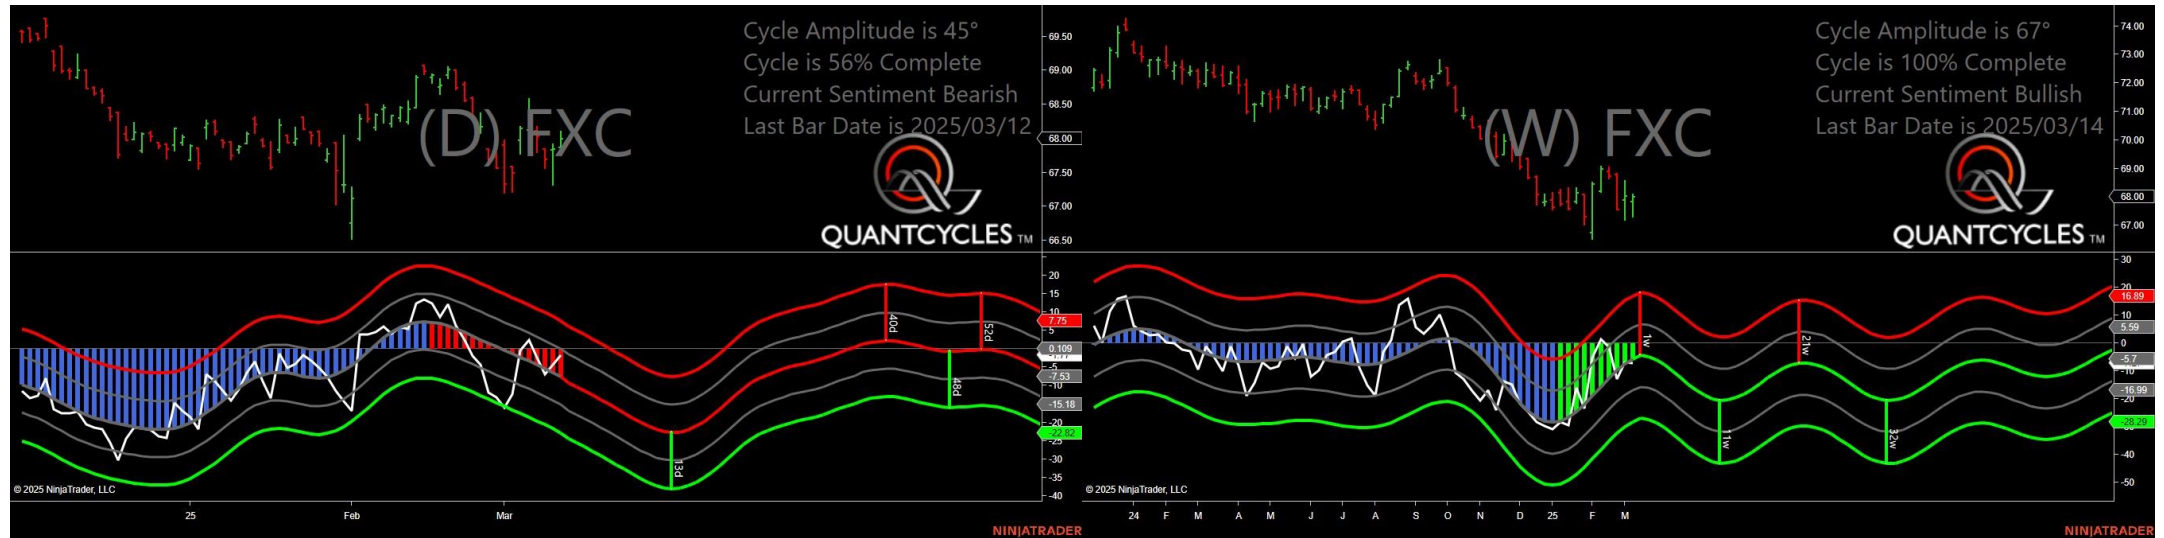 Cycle Amplitude is 45°
Cycle is 56% Complete
Current Sentiment Bearish
Last Bar Date is 2025/03/12
(D) FXC
QUANTCYCLES TM
69.50
69.00
68.50
68.00
67.50
67.00
66.50
20
15
10
7.75
5
0.109
-5
-7.53
-10
-15.18
-20
-22.82
-25
-30
-35
-40
40d
52d
48d
13d
© 2025 NinjaTrader, LLC
25
Feb
Mar
NINJATRADER
Cycle Amplitude is 67°
Cycle is 100% Complete
Current Sentiment Bullish
Last Bar Date is 2025/03/14
(W) FXC
QUANTCYCLES TM
74.00
73.00
72.00
71.00
70.00
69.00
68.00
67.00
30
20
16.89
10
5.59
0
-5.7
-10
-16.99
-20
-28.29
-40
-50
1w
21w
11w
32w
© 2025 NinjaTrader, LLC
24 F M A M J J A S O N D 25 F M
NINJATRADER